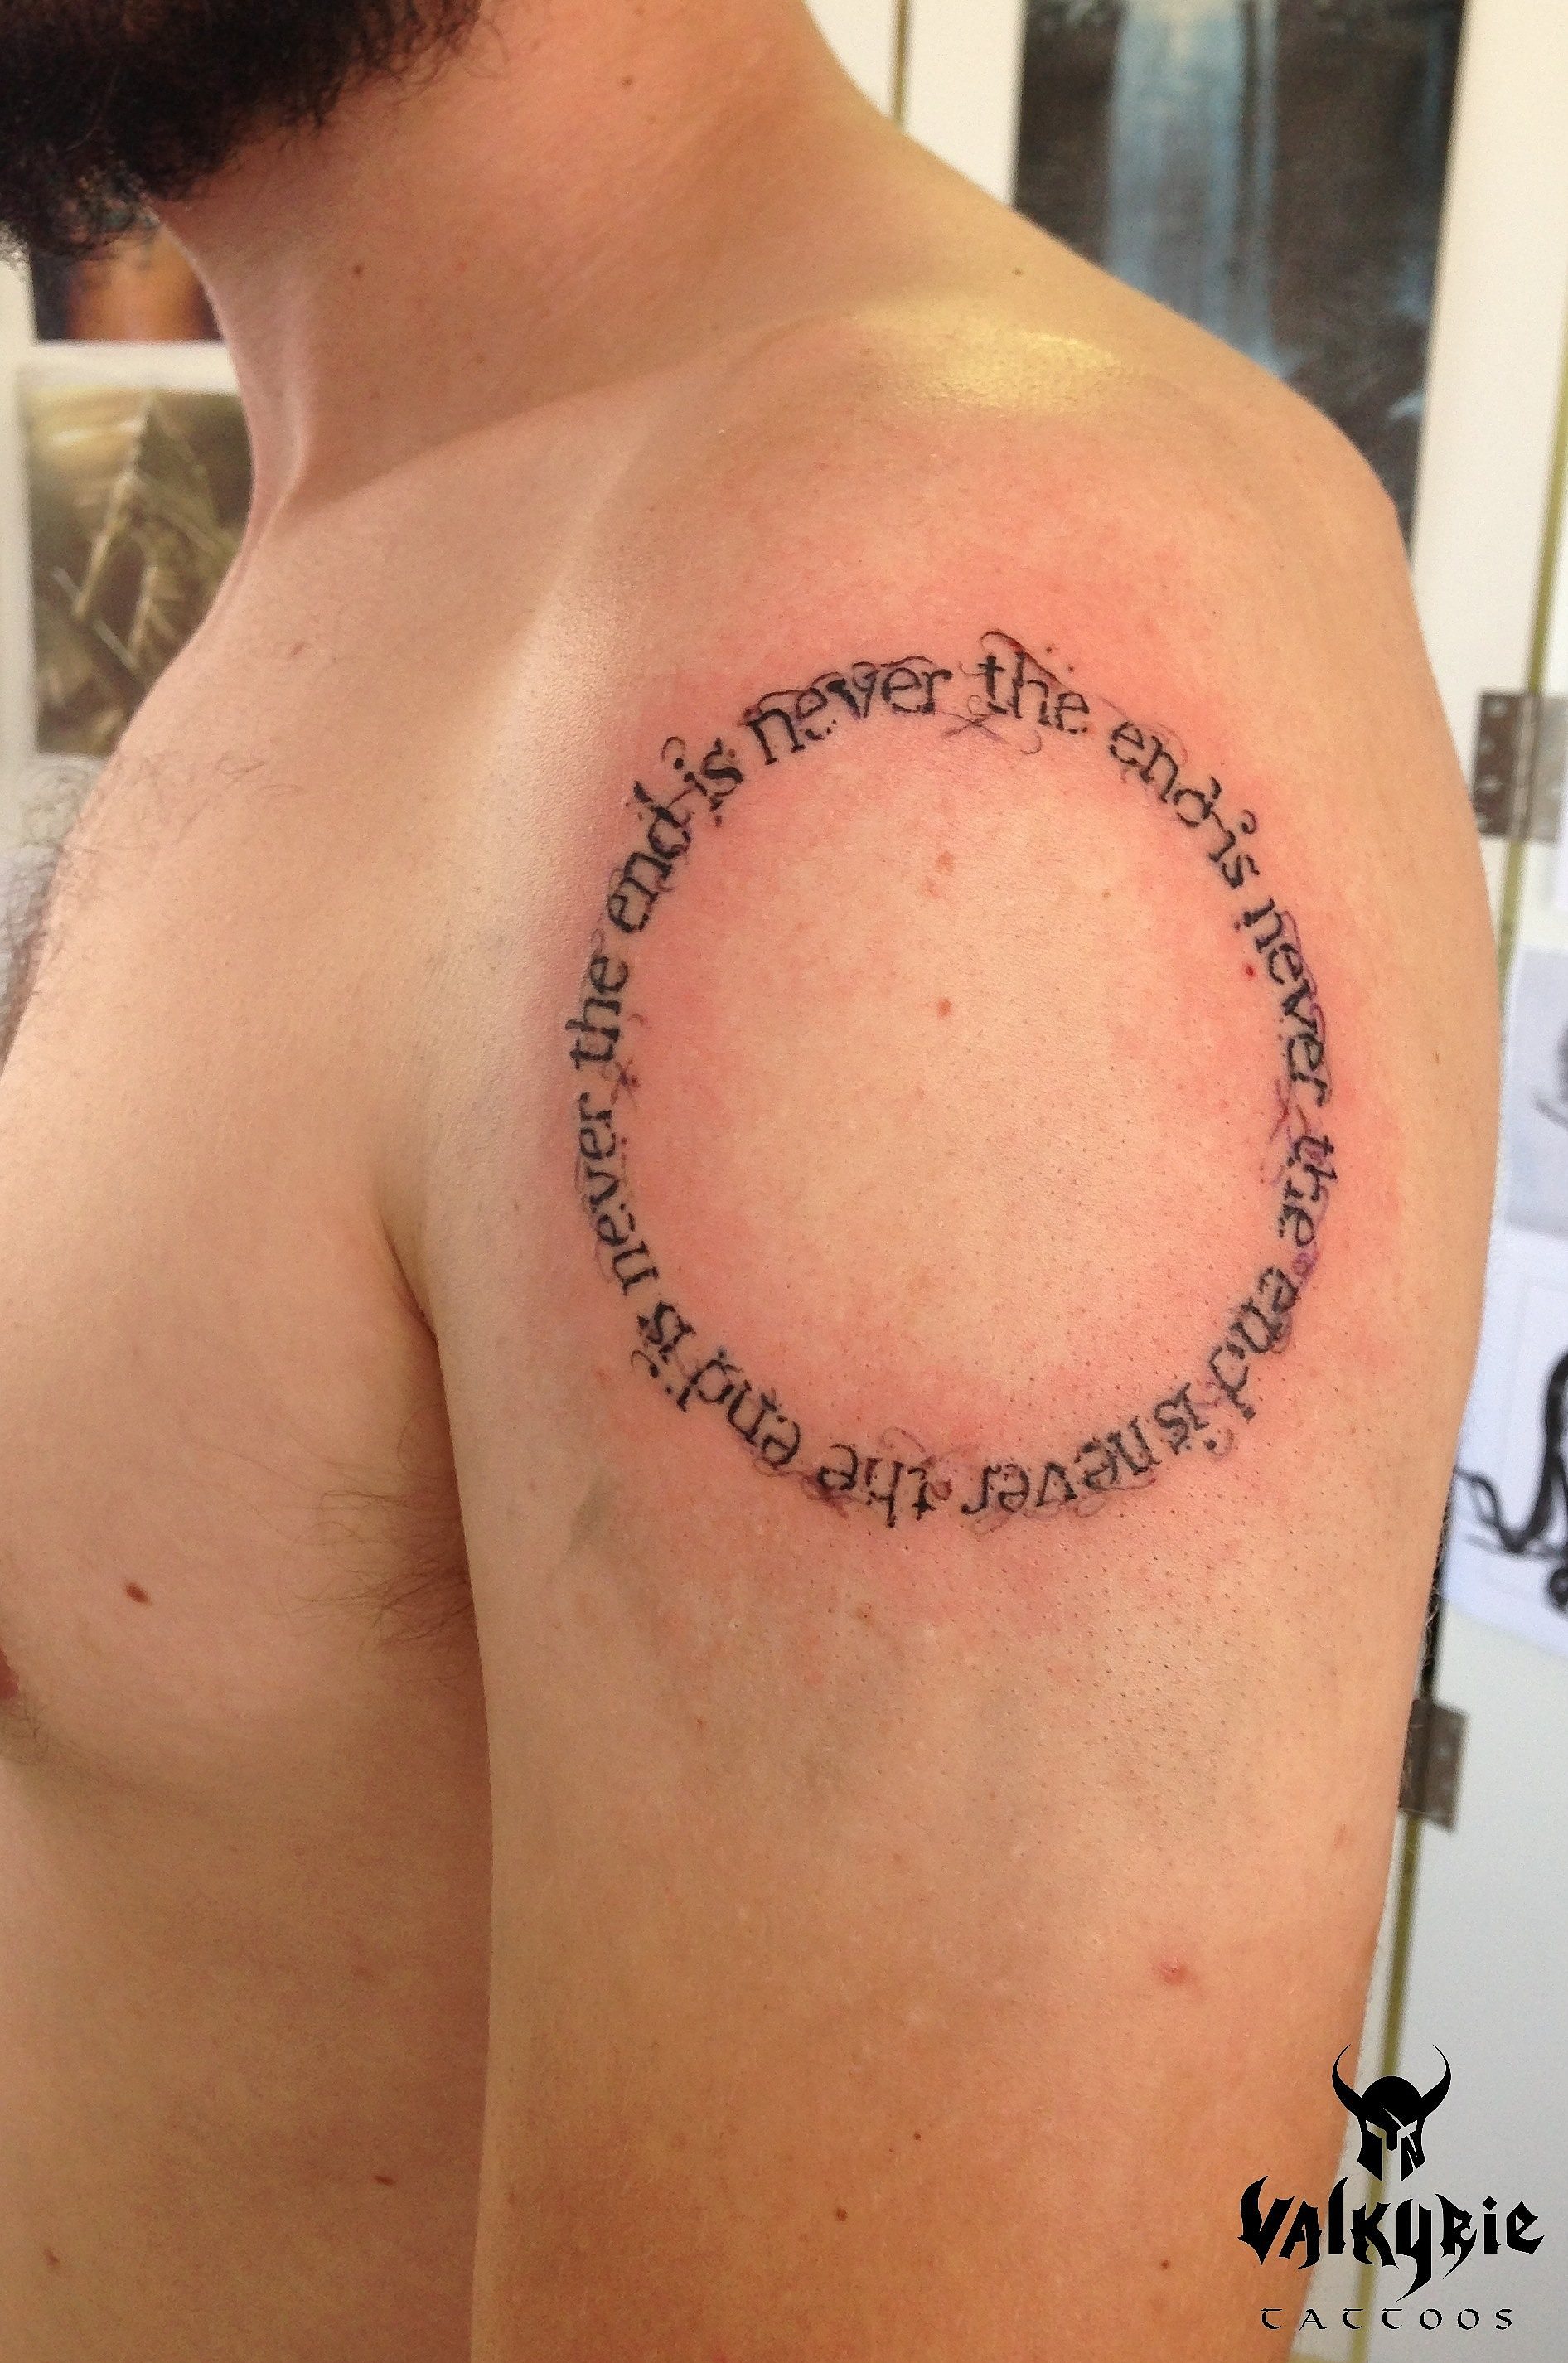 the end is never the end is never the end is never the end is never
VALKYRIE
TATTOOS